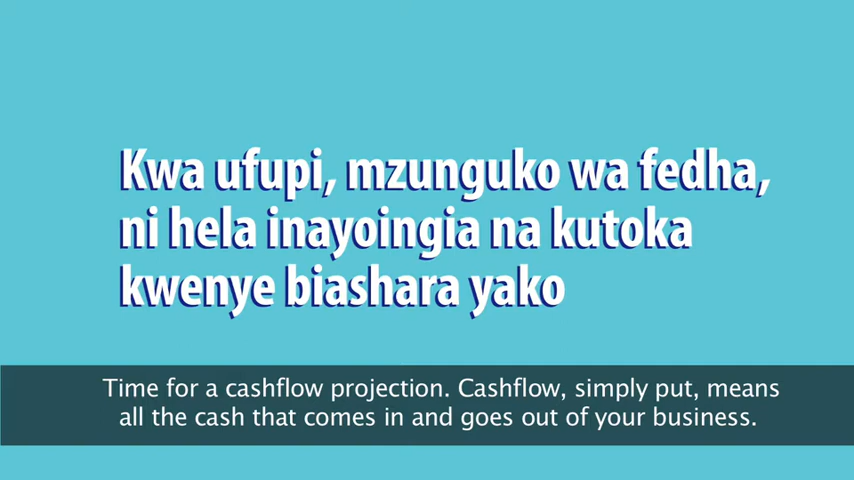 Kwa ufupi, mzunguko wa fedha,
ni hela inayoingia na kutoka
kwenye biashara yako
Time for a cashflow projection. Cashflow, simply put, means
all the cash that comes in and goes out of your business.